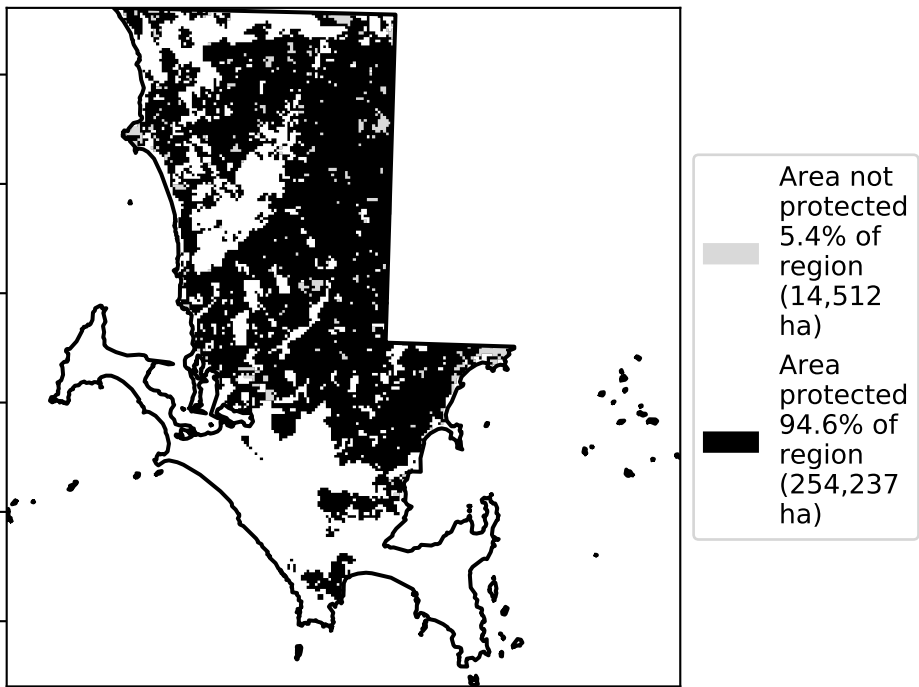 Area not
protected
5.4% of
region
(14,512
ha)
Area
protected
94.6% of
region
(254,237
ha)